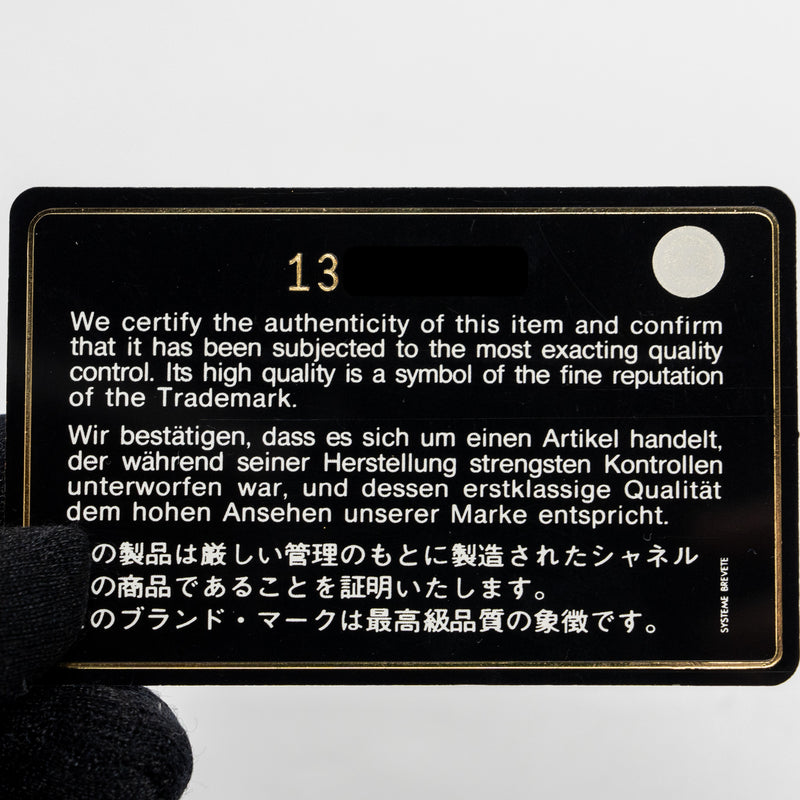 13
We certify the authenticity of this item and confirm
that it has been subjected to the most exacting quality
control. Its high quality is a symbol of the fine reputation
of the Trademark.
Wir bestätigen, dass es sich um einen Artikel handelt,
der während seiner Herstellung strengsten Kontrollen
unterworfen war, und dessen erstklassige Qualität
dem hohen Ansehen unserer Marke entspricht.
の製品は厳しい管理のもとに製造されたシャネル
の商品であることを証明いたします。
このブランド・マークは最高級品質の象徴です。
SYSTEME BREVETE